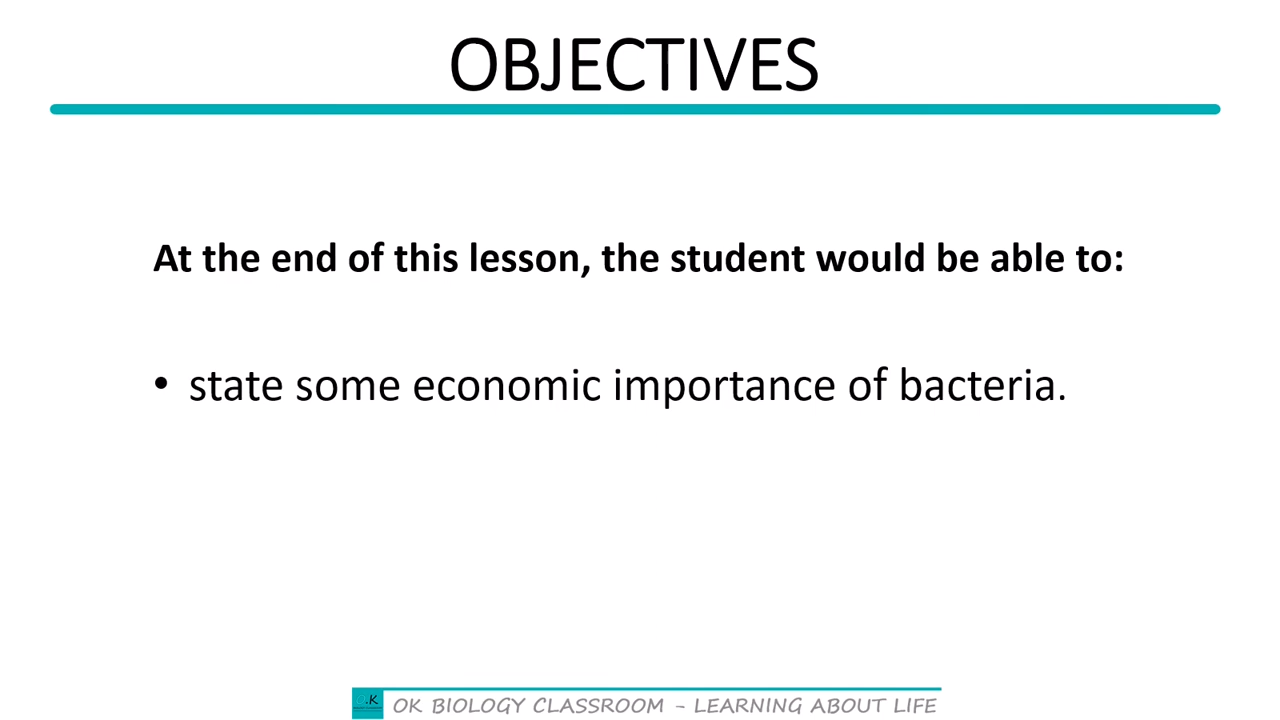 OBJECTIVES
At the end of this lesson, the student would be able to:
• state some economic importance of bacteria.
OK BIOLOGY CLASSROOM - LEARNING ABOUT LIFE